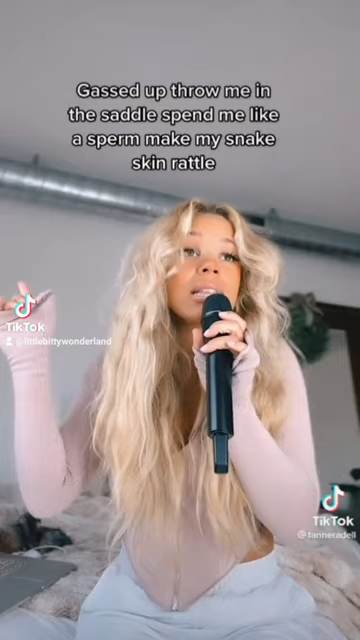 Gassed up throw me in
the saddle spend me like
a sperm make my snake
skin rattle
TikTok
@littlebittywonderland
TikTok
@tanneradell